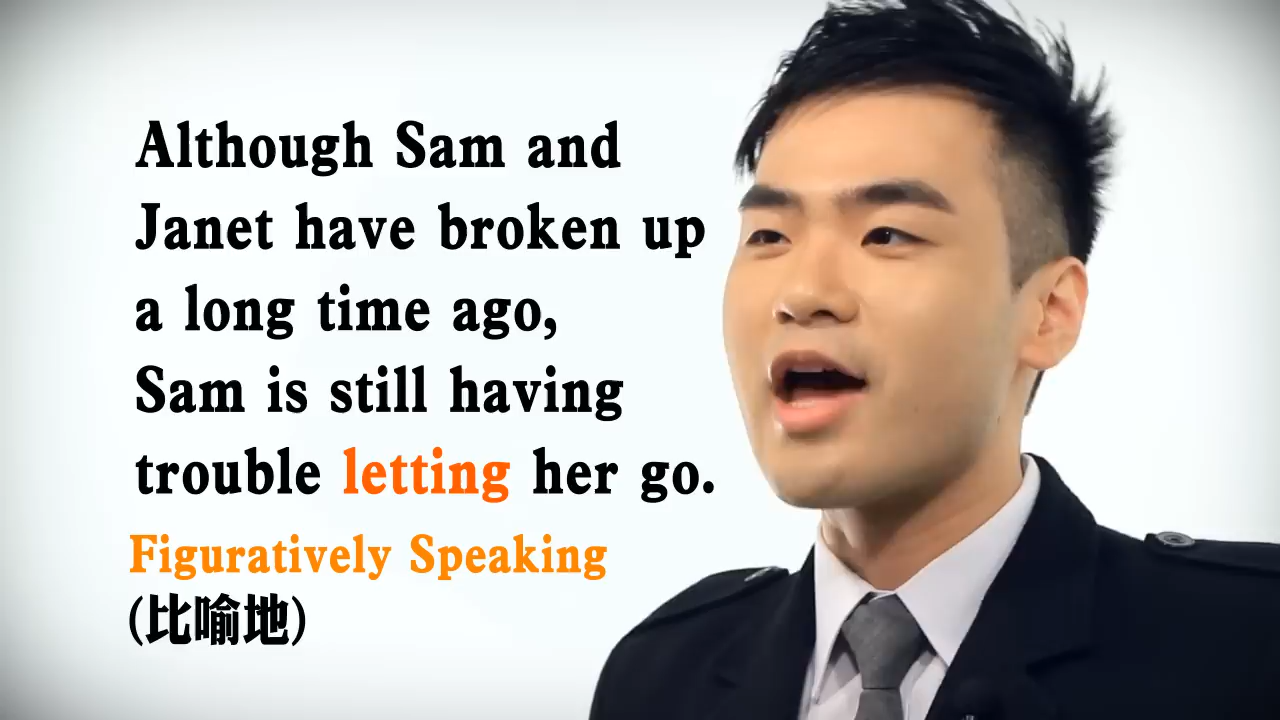 Although Sam and
Janet have broken up
a long time ago,
Sam is still having
trouble letting her go.
Figuratively Speaking
(比喻地)